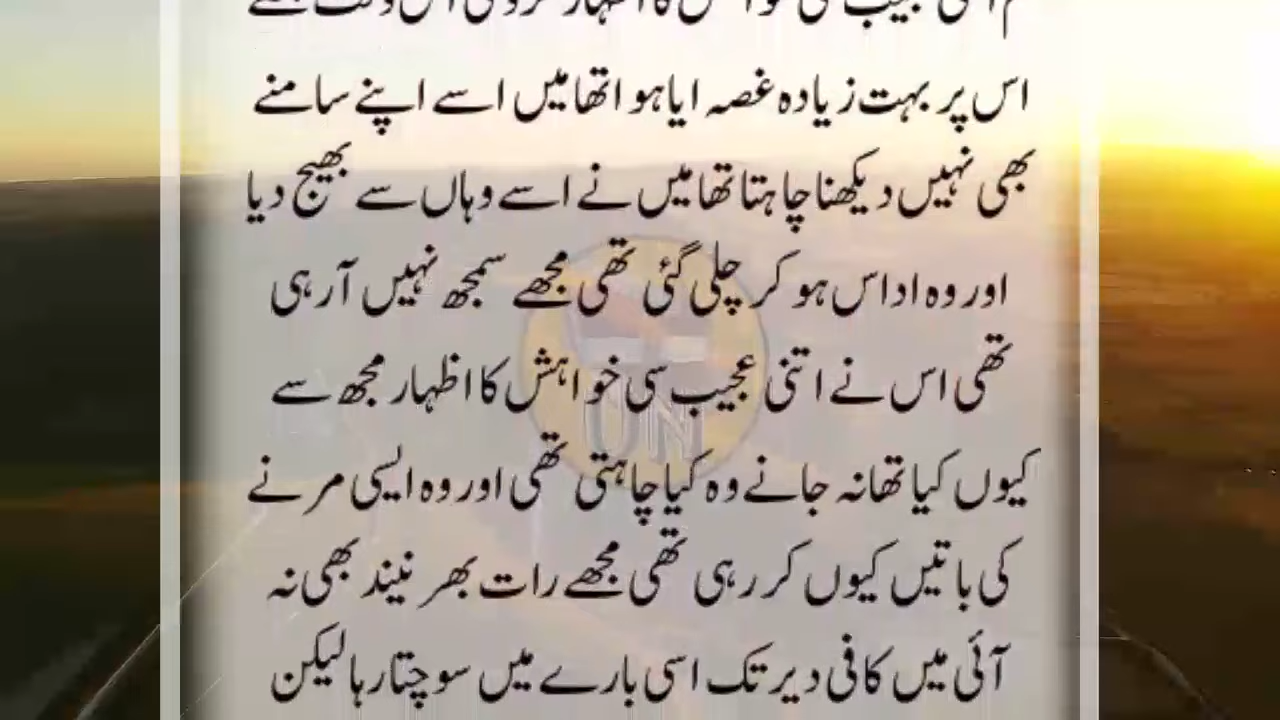 اس پر بہت زیادہ غصہ ایا ہوا تھا میں اسے اپنے سامنے
بھی نہیں دیکھنا چاہتا تھا میں نے اسے وہاں سے بھیج دیا
اور وہ اداس ہو کر چلی گئی تھی مجھے سمجھ نہیں آ رہی
تھی اس نے اتنی عجیب سی خواہش کا اظہار مجھ سے
کیوں کیا تھا نہ جانے وہ کیا چاہتی تھی اور وہ ایسی مرنے
کی باتیں کیوں کر رہی تھی مجھے رات بھر نیند بھی نہ
آئی میں کافی دیر تک اسی بارے میں سوچتا رہا لیکن
UN